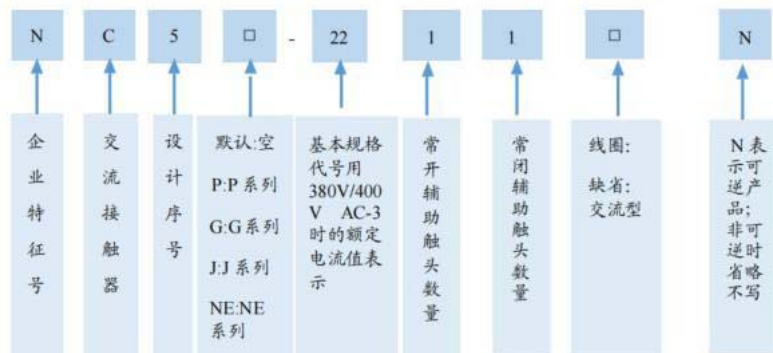 N C 5 □ - 22 1 1 □ N
企业特征号
交流接触器
设计序号
默认:空
P:P 系列
G:G 系列
J:J 系列
NE:NE
系列
基本规格
代号用
380V/400
V AC-3
时的额定
电流值表
示
常开辅助触头数量
常闭辅助触头数量
线圈:
缺省:
交流型
N 表
示可
逆产
品;
非可
逆时
省略
不写